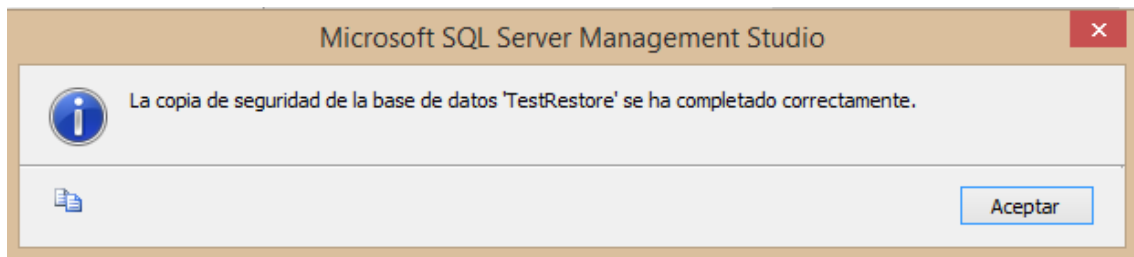 Microsoft SQL Server Management Studio
La copia de seguridad de la base de datos 'TestRestore' se ha completado correctamente.
Aceptar